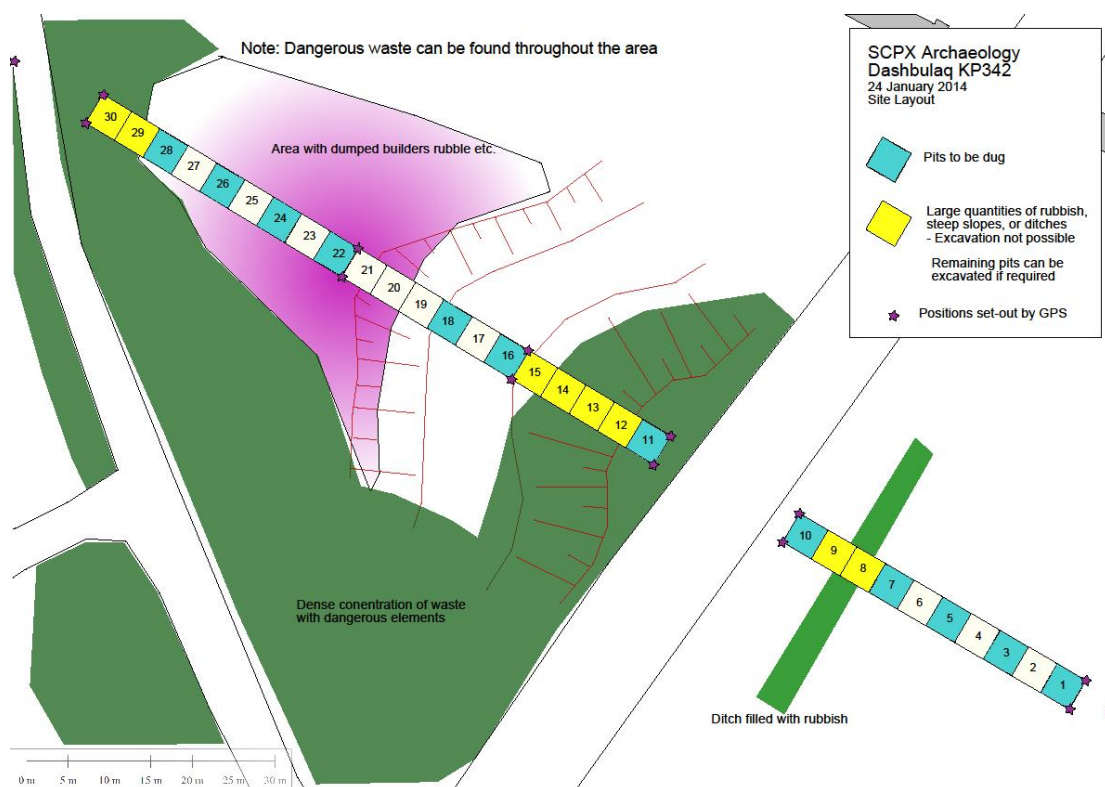 Note: Dangerous waste can be found throughout the area
SCPX Archaeology
Dashbulaq KP342
24 January 2014
Site Layout
Pits to be dug
Large quantities of rubbish,
steep slopes, or ditches
- Excavation not possible
Remaining pits can be
excavated if required
Positions set-out by GPS
Area with dumped builders rubble etc.
30
29
28
27
26
25
24
23
22
21
20
19
18
17
16
15
14
13
12
11
10
9
8
7
6
5
4
3
2
1
Dense conentration of waste
with dangerous elements
Ditch filled with rubbish
0 m 5 m 10 m 15 m 20 m 25 m 30 m